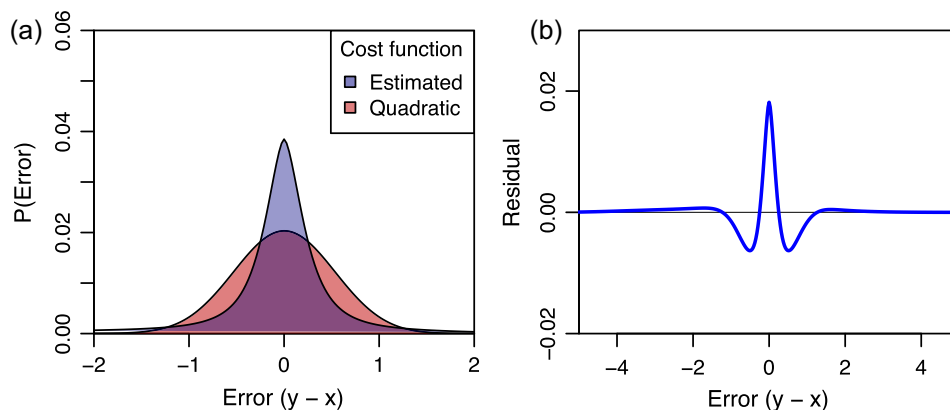 (a)
0.06
0.04
0.02
0.00
P(Error)
Cost function
Estimated
Quadratic
−2 −1 0 1 2
Error (y − x)
(b)
0.02
0.00
−0.02
Residual
−4 −2 0 2 4
Error (y − x)